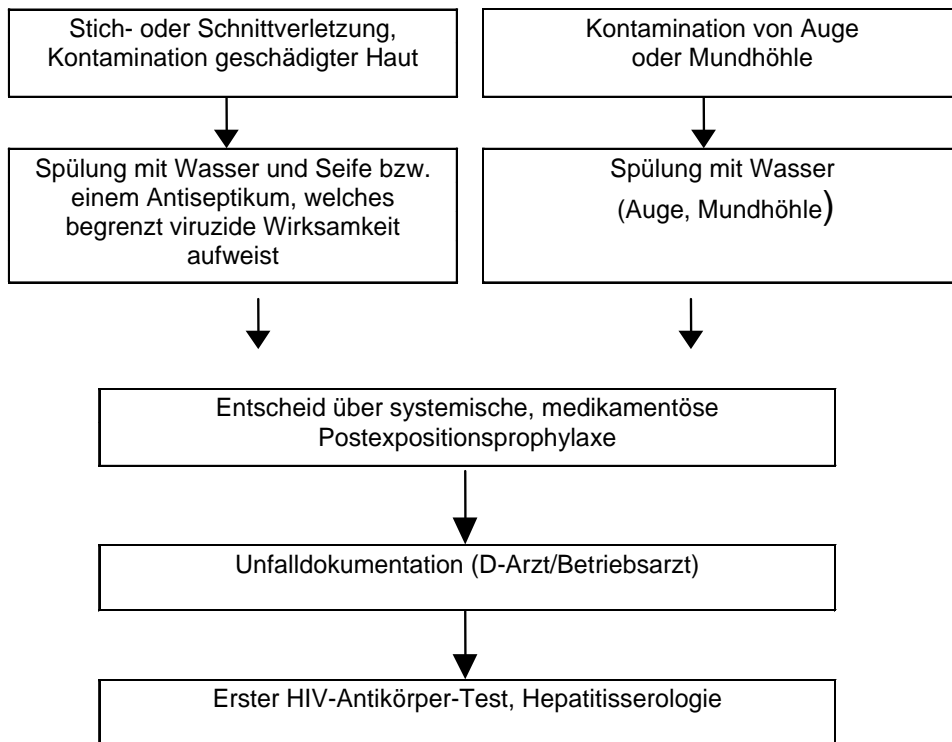 Stich- oder Schnittverletzung,
Kontamination geschädigter Haut
Kontamination von Auge
oder Mundhöhle
Spülung mit Wasser und Seife bzw.
einem Antiseptikum, welches
begrenzt viruzide Wirksamkeit
aufweist
Spülung mit Wasser
(Auge, Mundhöhle)
Entscheid über systemische, medikamentöse
Postexpositionsprophylaxe
Unfalldokumentation (D-Arzt/Betriebsarzt)
Erster HIV-Antikörper-Test, Hepatitisserologie